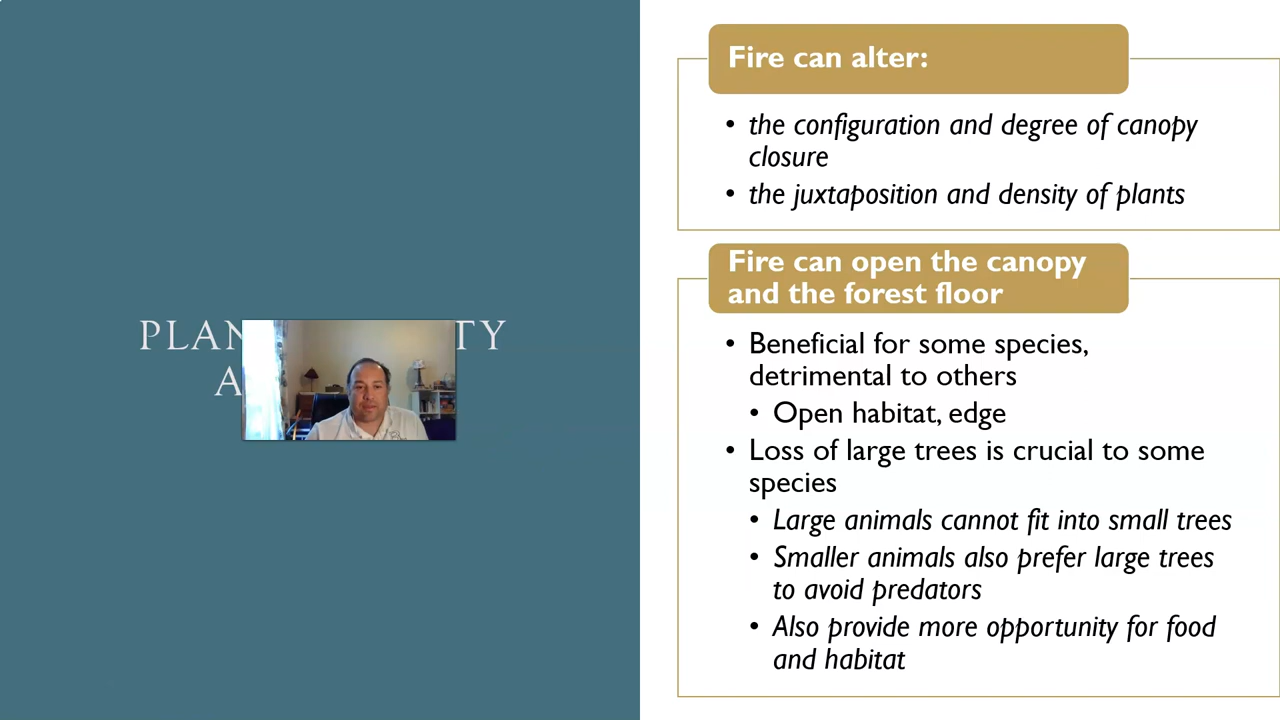 Fire can alter:
• the configuration and degree of canopy
closure
• the juxtaposition and density of plants
Fire can open the canopy
and the forest floor
• Beneficial for some species,
detrimental to others
• Open habitat, edge
• Loss of large trees is crucial to some
species
• Large animals cannot fit into small trees
• Smaller animals also prefer large trees
to avoid predators
• Also provide more opportunity for food
and habitat